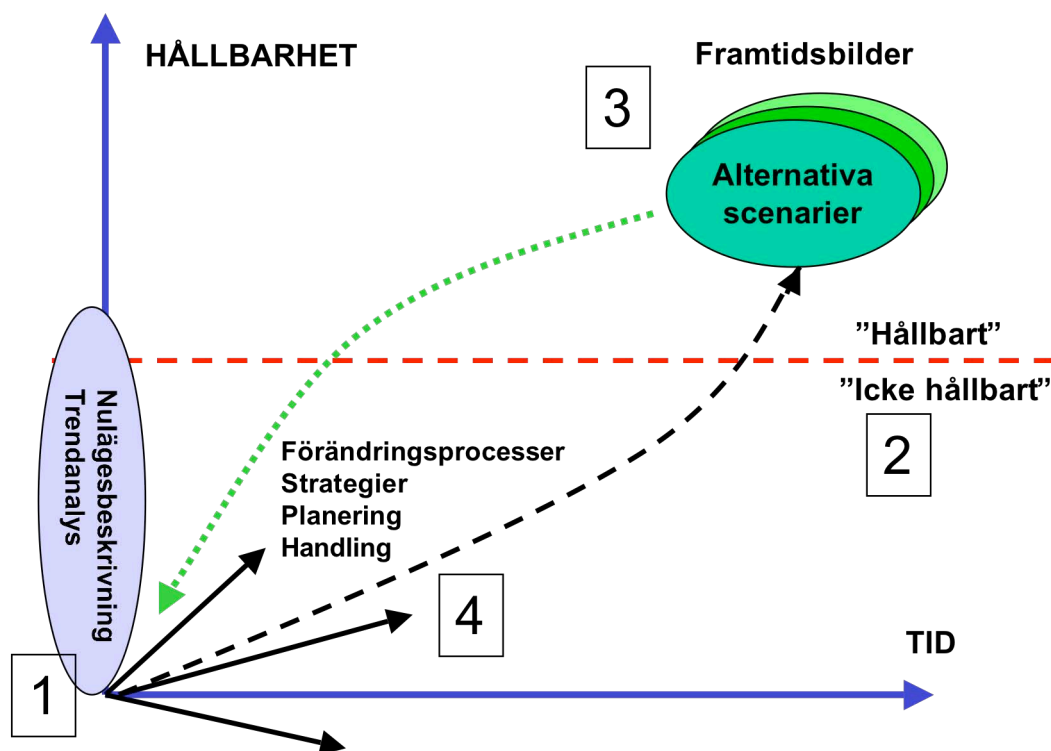 HÅLLBARHET
Framtidsbilder
3
Alternativa
scenarier
”Hållbart”
”Icke hållbart”
2
Nulägesbeskrivning
Trendanalys
Förändringsprocesser
Strategier
Planering
Handling
4
TID
1